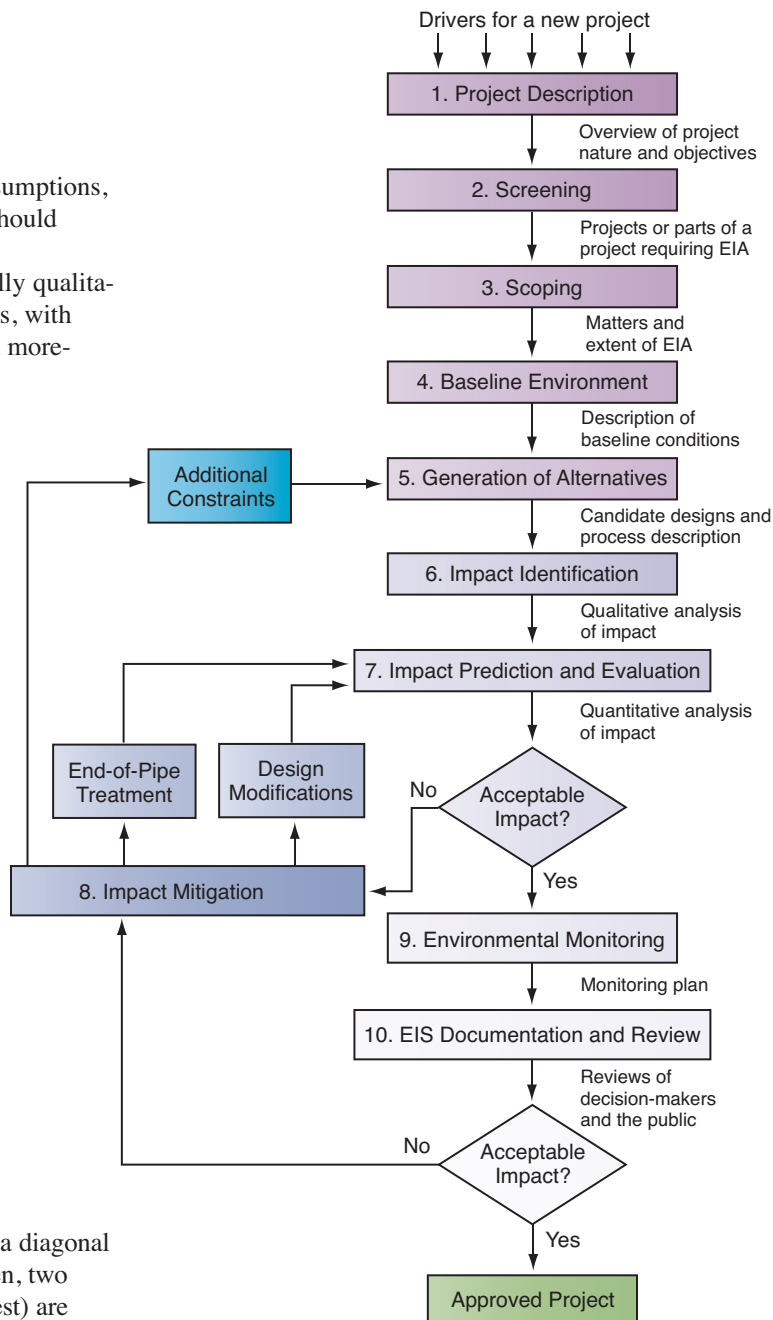 Drivers for a new project
1. Project Description
Overview of project
nature and objectives
2. Screening
Projects or parts of a
project requiring EIA
3. Scoping
Matters and
extent of EIA
4. Baseline Environment
Description of
baseline conditions
Additional
Constraints
5. Generation of Alternatives
Candidate designs and
process description
6. Impact Identification
Qualitative analysis
of impact
7. Impact Prediction and Evaluation
Quantitative analysis
of impact
End-of-Pipe
Treatment
Design
Modifications
No
Acceptable
Impact?
Yes
8. Impact Mitigation
9. Environmental Monitoring
Monitoring plan
10. EIS Documentation and Review
Reviews of
decision-makers
and the public
No
Acceptable
Impact?
Yes
Approved Project
sumptions,
hould
lly qualita-
s, with
more-
a diagonal
en, two
est) are